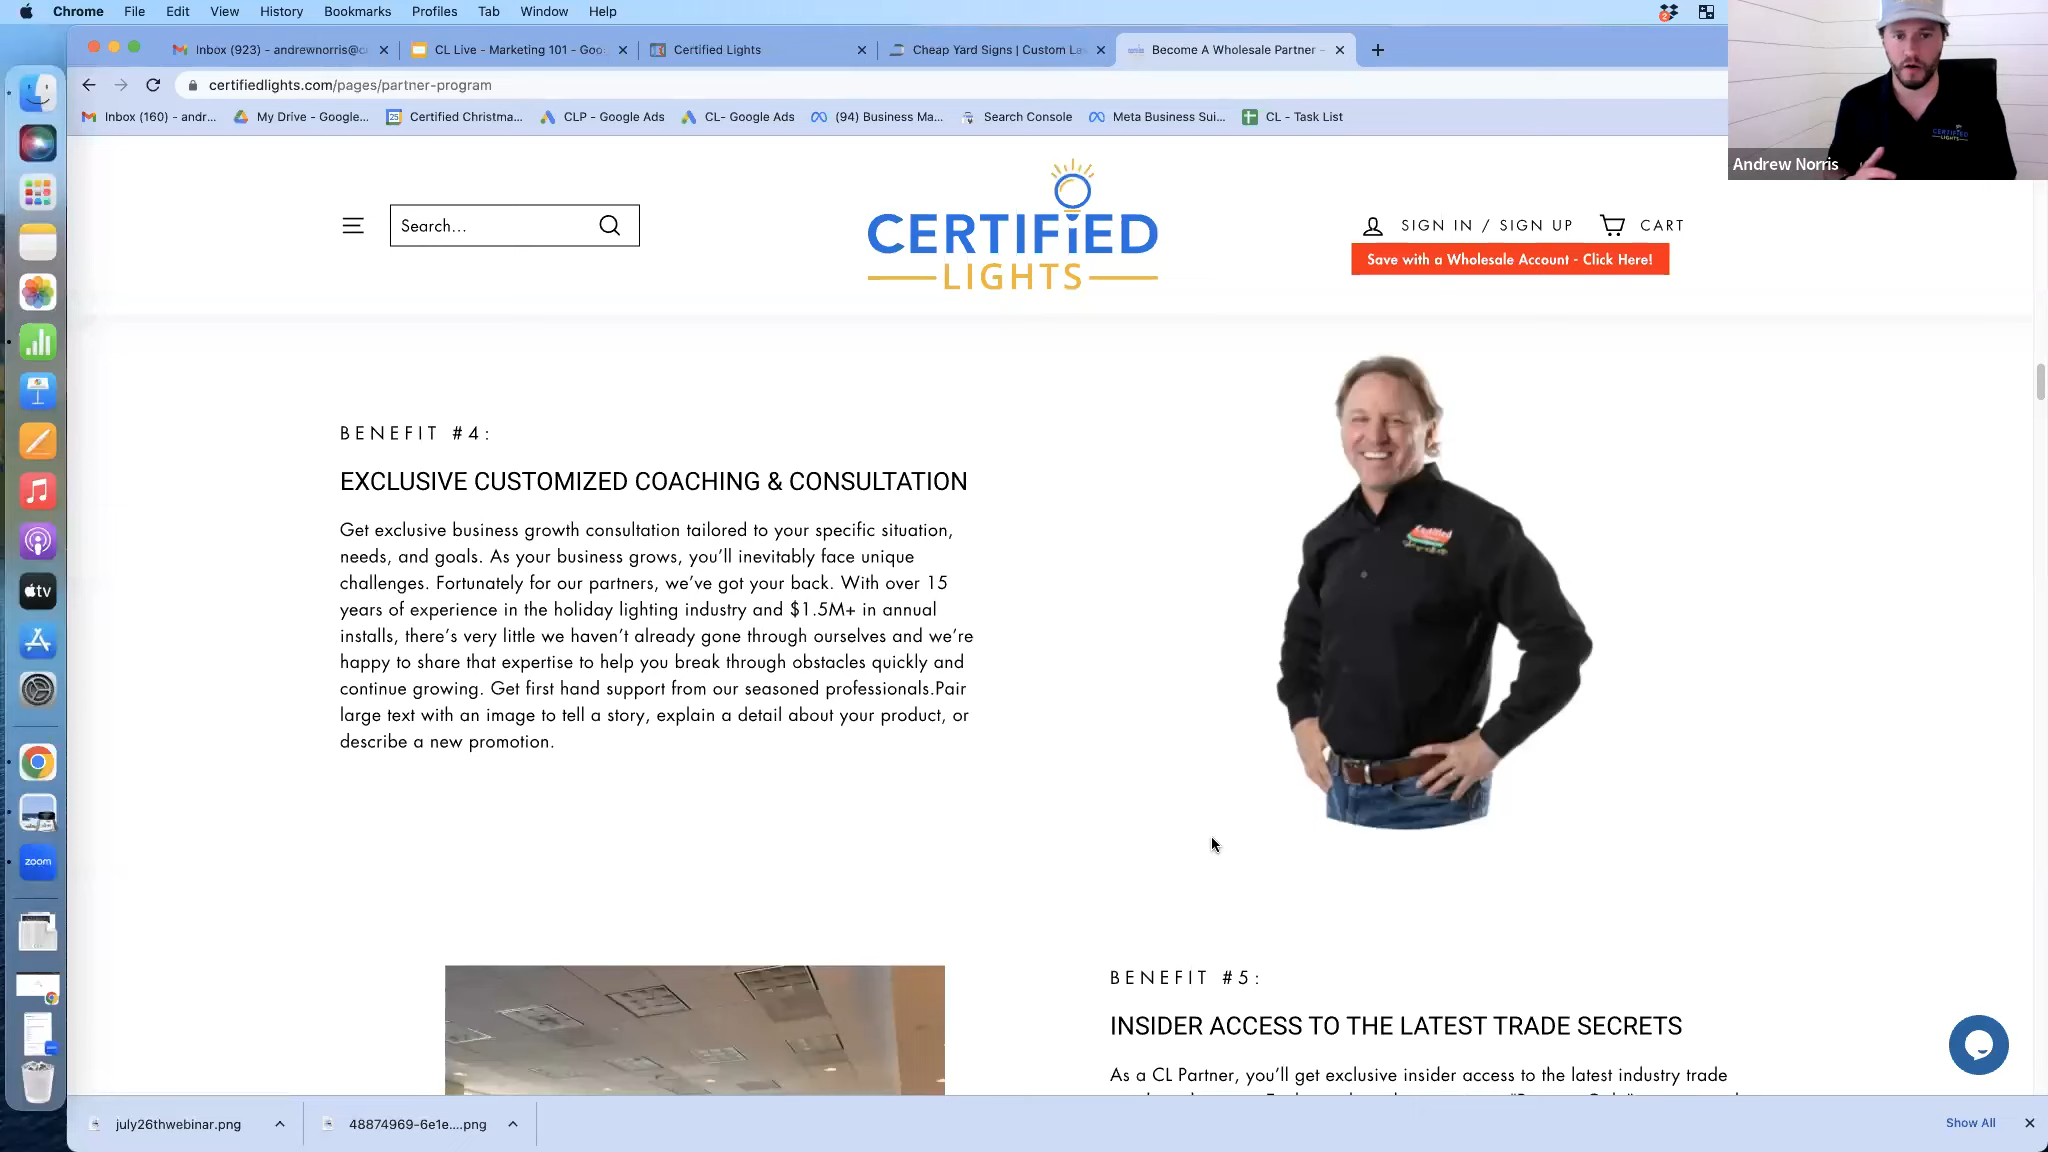 Chrome File Edit View History Bookmarks Profiles Tab Window Help
Inbox (923) - andrewnorris@c
CL Live - Marketing 101 - Goo
Certified Lights
Cheap Yard Signs | Custom La
Become A Wholesale Partner –
certifiedlights.com/pages/partner-program
Inbox (160) - andr...
My Drive - Google...
Certified Christma...
CLP - Google Ads
CL- Google Ads
(94) Business Ma...
Search Console
Meta Business Sui...
CL - Task List
Andrew Norris
CERTIFIED
LIGHTS
Search...
CERTIFiED
LIGHTS
SIGN IN / SIGN UP
CART
Save with a Wholesale Account - Click Here!
BENEFIT #4:
EXCLUSIVE CUSTOMIZED COACHING & CONSULTATION
Get exclusive business growth consultation tailored to your specific situation,
needs, and goals. As your business grows, you’ll inevitably face unique
challenges. Fortunately for our partners, we’ve got your back. With over 15
years of experience in the holiday lighting industry and $1.5M+ in annual
installs, there’s very little we haven’t already gone through ourselves and we’re
happy to share that expertise to help you break through obstacles quickly and
continue growing. Get first hand support from our seasoned professionals.Pair
large text with an image to tell a story, explain a detail about your product, or
describe a new promotion.
BENEFIT #5:
INSIDER ACCESS TO THE LATEST TRADE SECRETS
As a CL Partner, you’ll get exclusive insider access to the latest industry trade
tv
zoom
july26thwebinar.png
48874969-6e1e....png
Show All